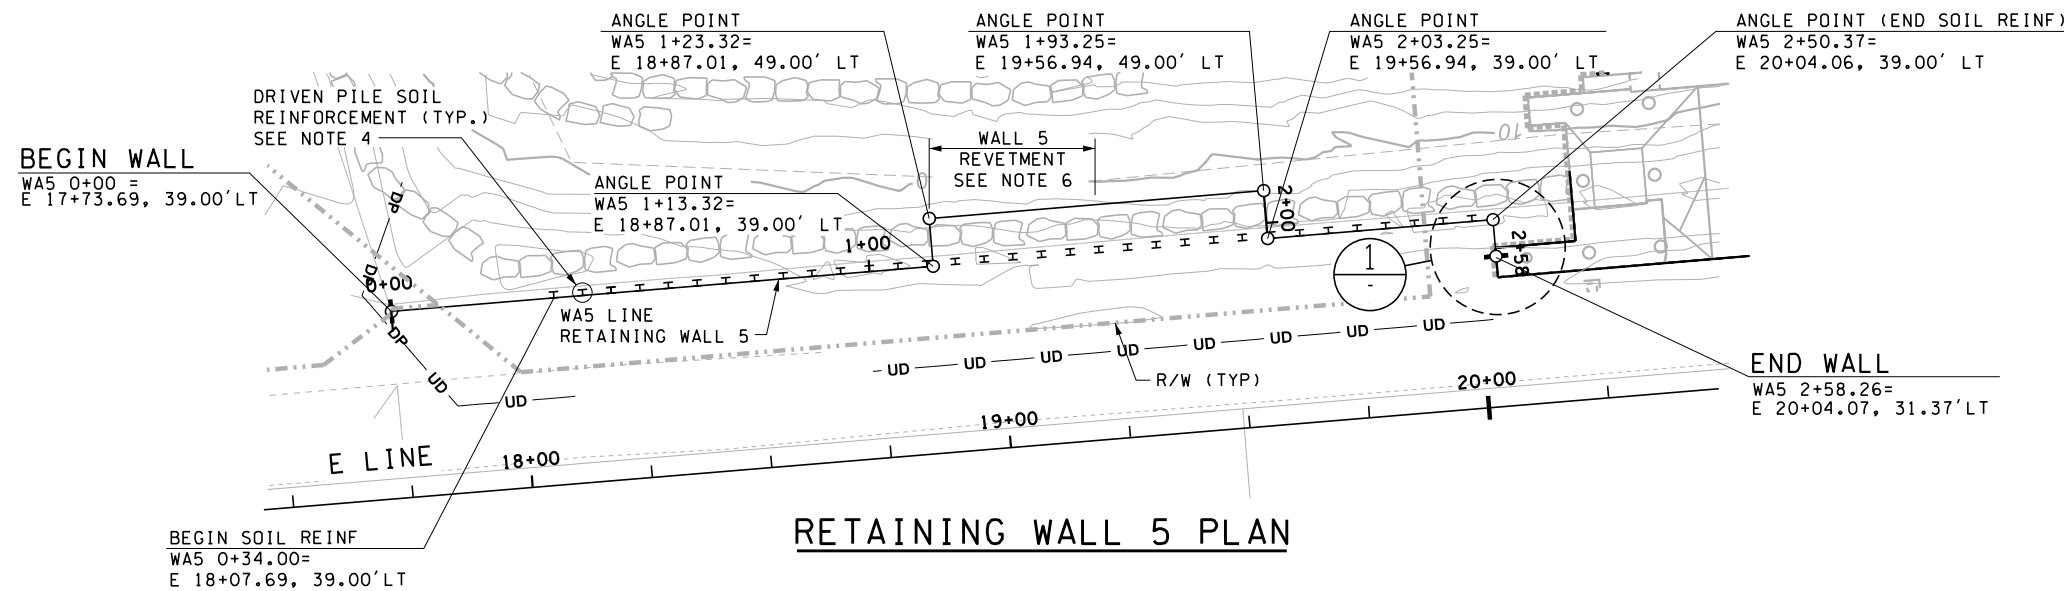 ANGLE POINT
WA5 1+23.32=
E 18+87.01, 49.00' LT
ANGLE POINT
WA5 1+93.25=
E 19+56.94, 49.00' LT
ANGLE POINT
WA5 2+03.25=
E 19+56.94, 39.00' LT
ANGLE POINT (END SOIL REINF)
WA5 2+50.37=
E 20+04.06, 39.00' LT
DRIVEN PILE SOIL
REINFORCEMENT (TYP.)
SEE NOTE 4
BEGIN WALL
WA5 0+00 =
E 17+73.69, 39.00'LT
WALL 5
REVETMENT
SEE NOTE 6
10
0
ANGLE POINT
WA5 1+13.32=
E 18+87.01, 39.00' LT
DP
DP
DP
0+00
1+00
2+00
2+58
1
-
WA5 LINE
RETAINING WALL 5
UD
UD
UD
UD
UD
UD
UD
UD
UD
UD
R/W (TYP)
END WALL
WA5 2+58.26=
E 20+04.07, 31.37'LT
E LINE
18+00
19+00
20+00
BEGIN SOIL REINF
WA5 0+34.00=
E 18+07.69, 39.00'LT
RETAINING WALL 5 PLAN